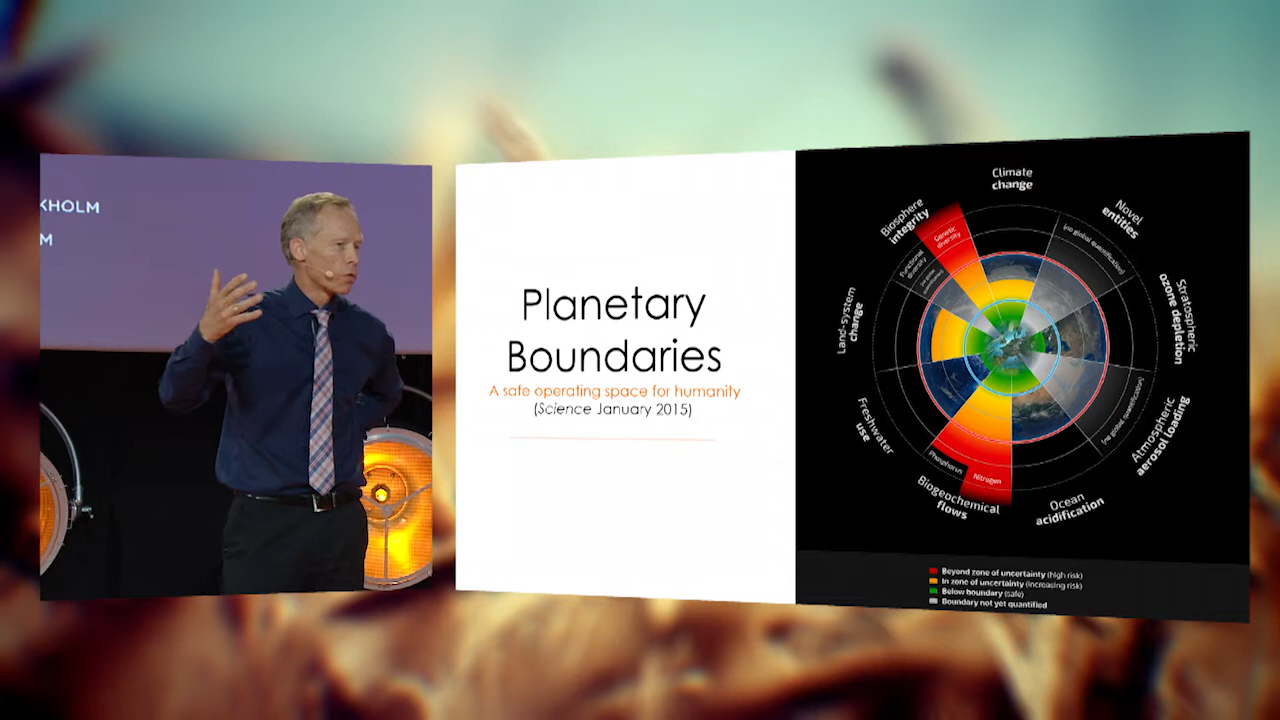 KHOLM
M
Planetary
Boundaries
A safe operating space for humanity
(Science January 2015)
Climate
change
Novel
entities
(no global quantification)
Stratospheric
ozone depletion
Atmospheric
aerosol loading
(no global quantification)
Ocean
acidification
Biogeochemical
flows
Phosphorus
Nitrogen
Freshwater
use
Land-system
change
Biosphere
integrity
Functional
diversity
Genetic
diversity
Beyond zone of uncertainty (high risk)
In zone of uncertainty (increasing risk)
Below boundary (safe)
Boundary not yet quantified